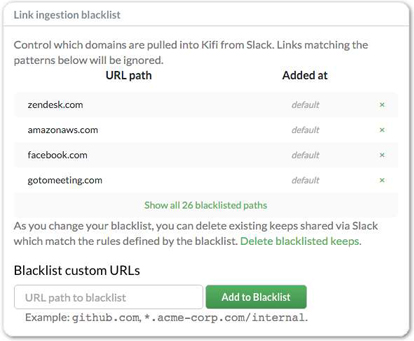 Link ingestion blacklist
Control which domains are pulled into Kifi from Slack. Links matching the
patterns below will be ignored.
URL path Added at
zendesk.com default ×
amazonaws.com default ×
facebook.com default ×
gotomeeting.com default ×
Show all 26 blacklisted paths
As you change your blacklist, you can delete existing keeps shared via Slack
which match the rules defined by the blacklist. Delete blacklisted keeps.
Blacklist custom URLs
URL path to blacklist Add to Blacklist
Example: github.com, *.acme-corp.com/internal.